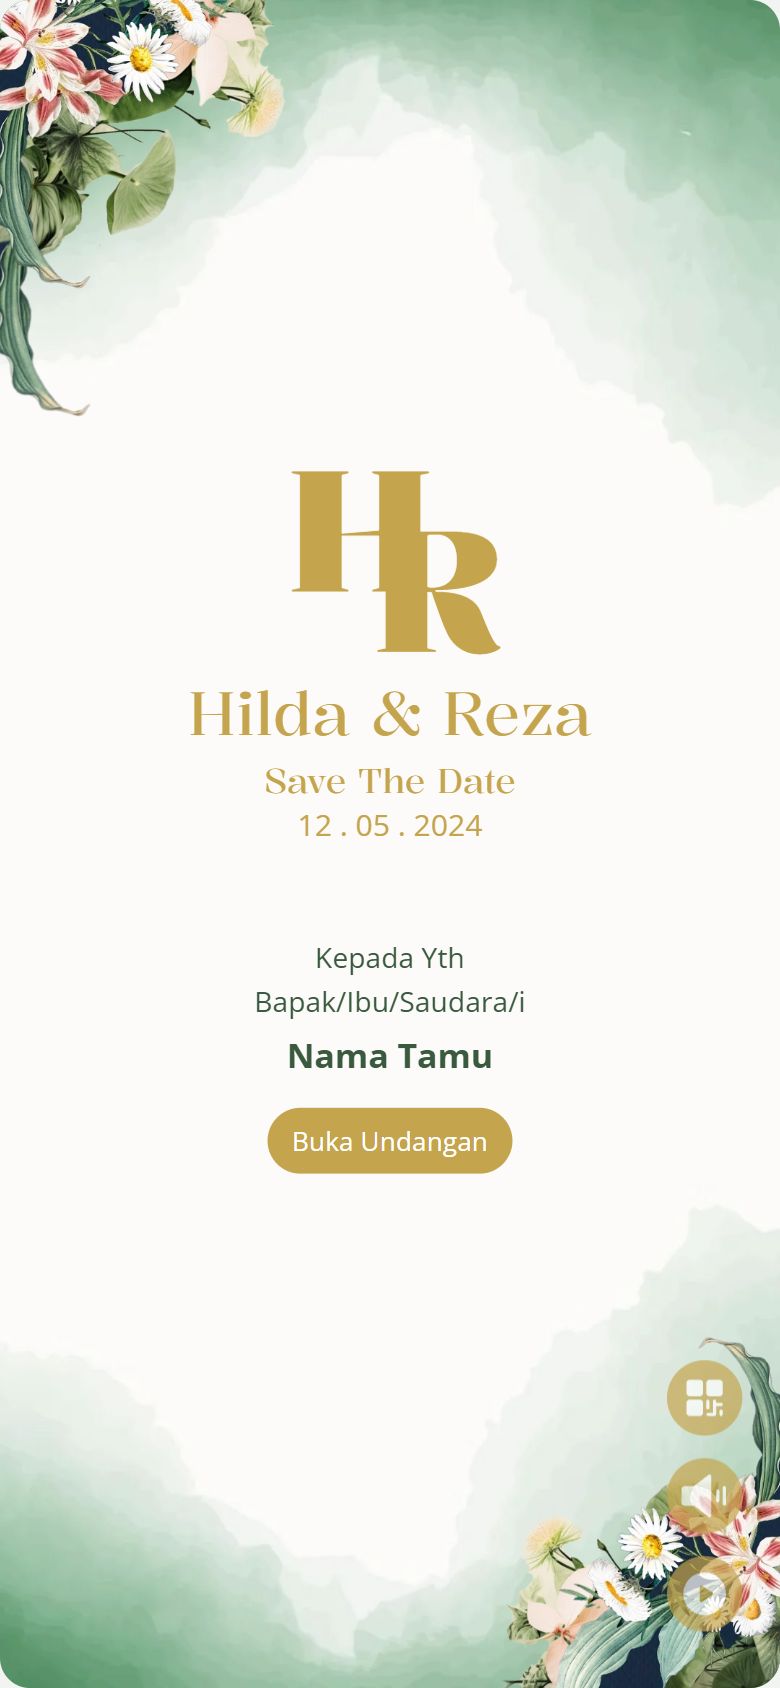 HR
Hilda & Reza
Save The Date
12 . 05 . 2024
Kepada Yth
Bapak/Ibu/Saudara/i
Nama Tamu
Buka Undangan